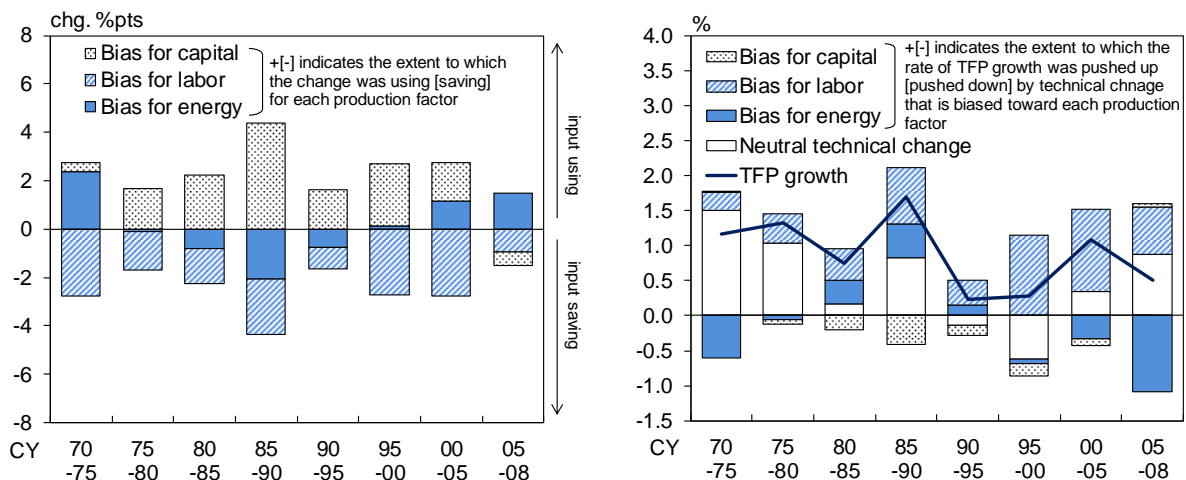 chg. %pts
8
6
4
2
0
-2
-4
-6
-8
Bias for capital
Bias for labor
Bias for energy
+[-] indicates the extent to which
the change was using [saving]
for each production factor
input using
input saving
CY
70 75 80 85 90 95 00 05
-75 -80 -85 -90 -95 -00 -05 -08
%
4.0
3.5
3.0
2.5
2.0
1.5
1.0
0.5
0.0
-0.5
-1.0
-1.5
Bias for capital
Bias for labor
Bias for energy
Neutral technical change
TFP growth
+[-] indicates the extent to which the
rate of TFP growth was pushed up
[pushed down] by technical chnage
that is biased toward each production
factor
CY
70 75 80 85 90 95 00 05
-75 -80 -85 -90 -95 -00 -05 -08